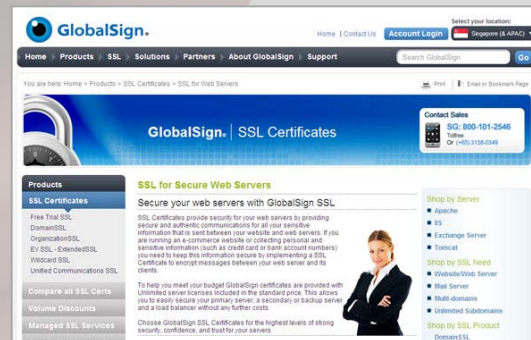 Select your location:
GlobalSign.
Home | Contact Us Account Login Singapore (& APAC)
Home Products SSL Solutions Partners About GlobalSign Support Search GlobalSign Go
You are here: Home > Products > SSL Certificates > SSL for Web Servers Print Email or Bookmark Page
GlobalSign. SSL Certificates
Contact Sales
SG: 800-101-2546
Tollfree
Or (+65) 3158-0349
Products
SSL Certificates
Free Trial SSL
DomainSSL
OrganizationSSL
EV SSL - ExtendedSSL
Wildcard SSL
Unified Communications SSL
Compare all SSL Certs
Volume Discounts
Managed SSL Services
SSL for Secure Web Servers
Secure your web servers with GlobalSign SSL
SSL Certificates provide security for your web servers by providing
secure and authentic communications for all your sensitive
information that is sent between your website and web servers. If you
are running an e-commerce website or collecting personal and
sensitive information (such as credit card or bank account numbers)
you need to keep this information secure by implementing a SSL
Certificate to encrypt messages between your web server and its
clients.
To help you meet your budget GlobalSign certificates are provided with
Unlimited server licenses included in the standard price. This allows
you to easily secure your primary server, a secondary or backup server
and a load balancer without any further costs.
Choose GlobalSign SSL Certificates for the highest levels of strong
security, confidence, and trust for your servers
Shop by Server
Apache
IIS
Exchange Server
Tomcat
Shop by SSL Need
Website/Web Server
Mail Server
Multi-domains
Unlimited Subdomains
Shop by SSL Product
DomainSSL